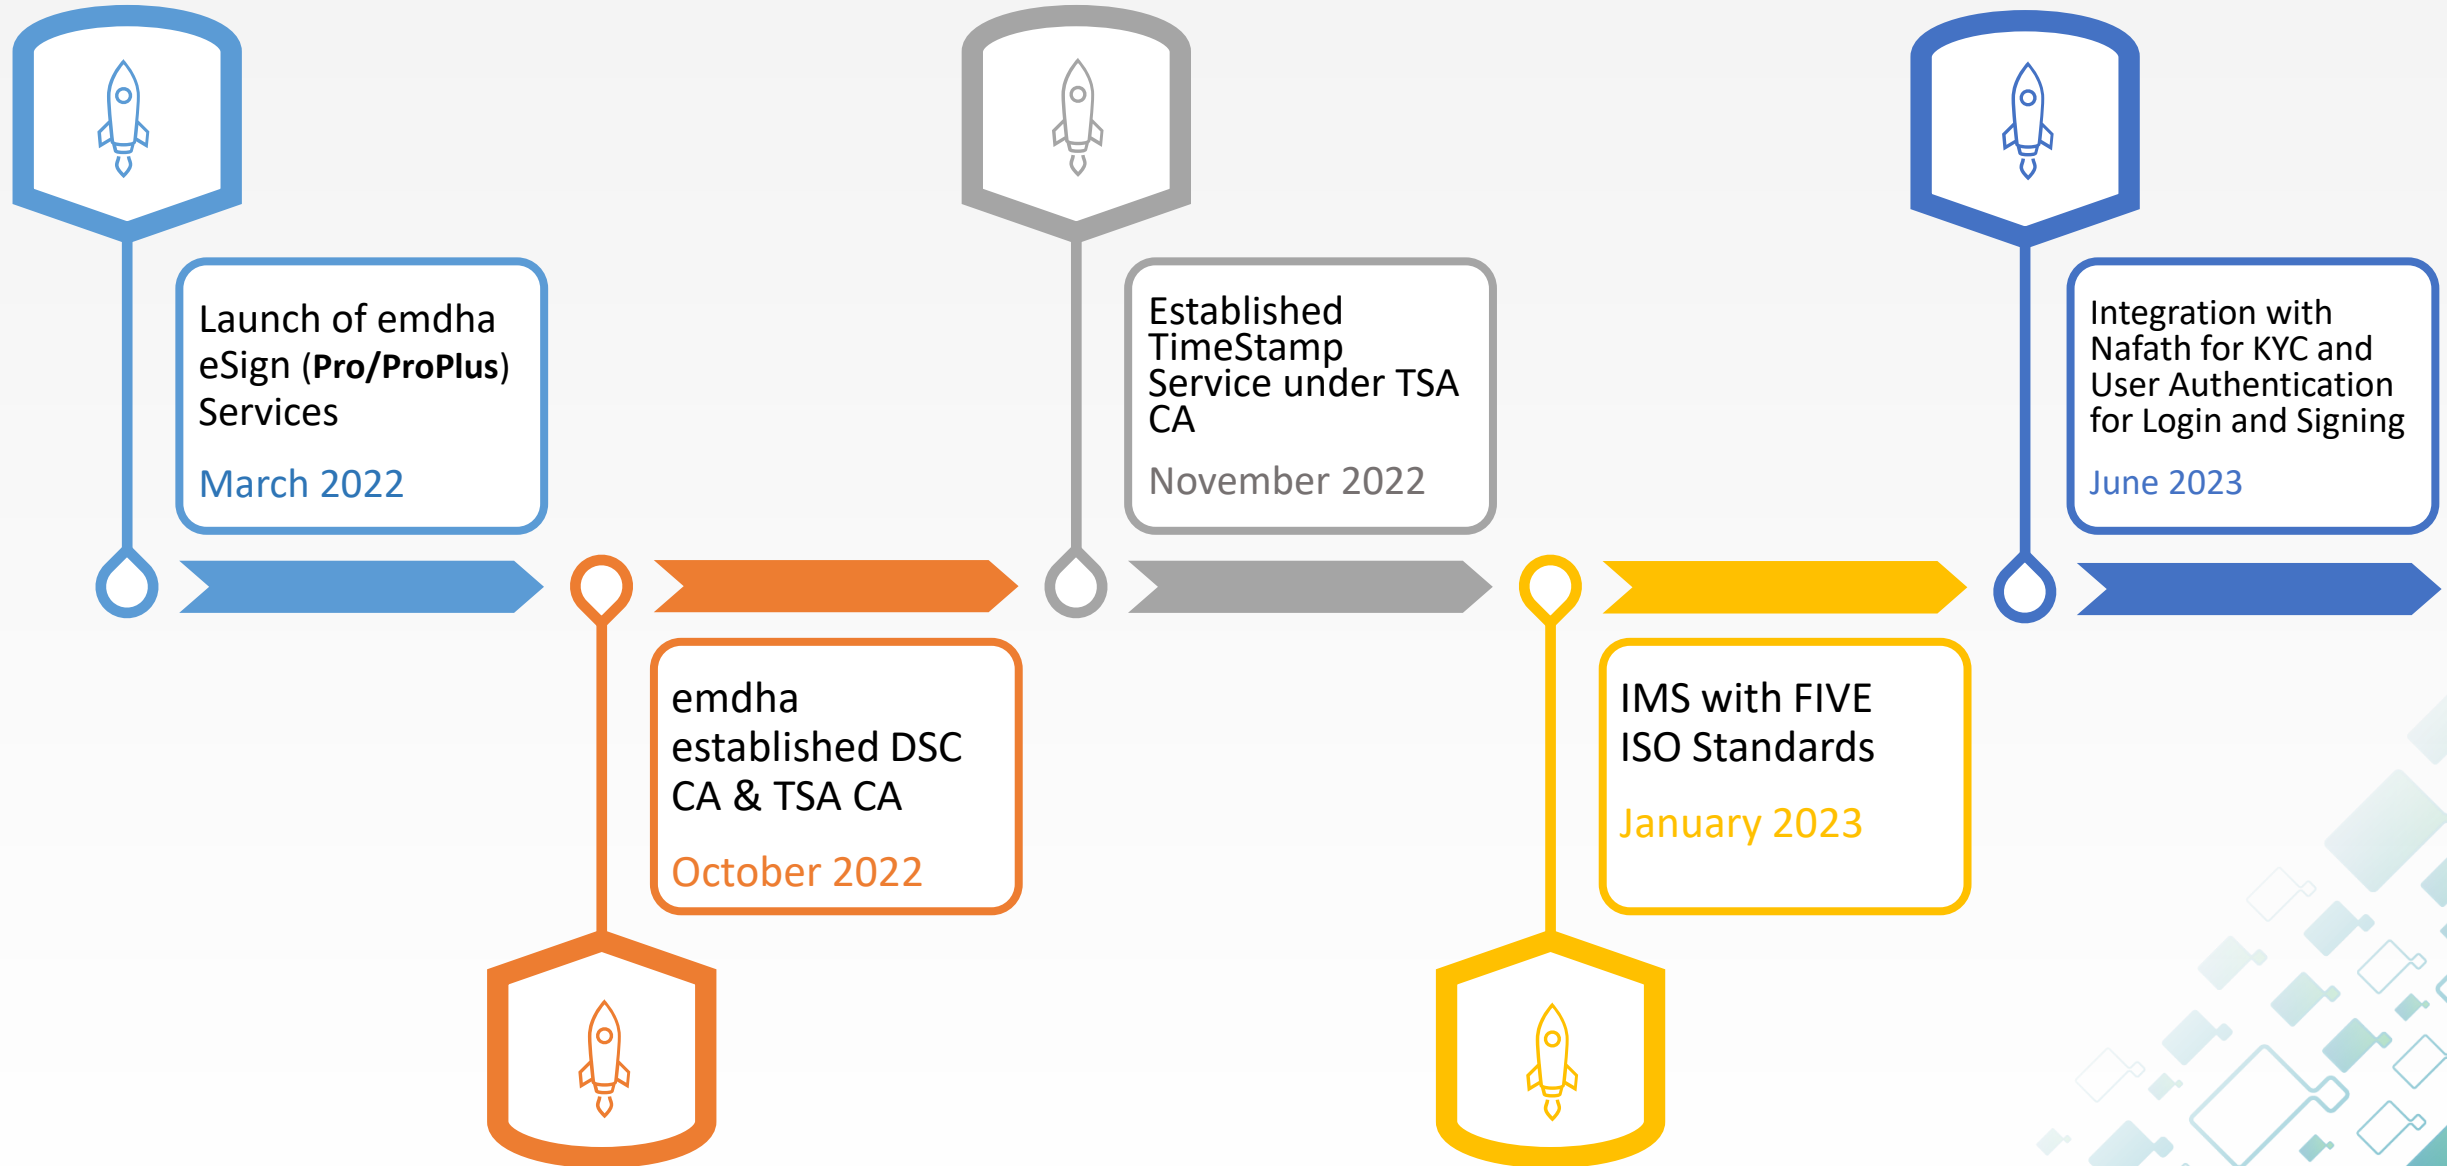 Launch of emdha
eSign (Pro/ProPlus)
Services
March 2022
emdha
established DSC
CA & TSA CA
October 2022
Established
TimeStamp
Service under TSA
CA
November 2022
IMS with FIVE
ISO Standards
January 2023
Integration with
Nafath for KYC and
User Authentication
for Login and Signing
June 2023